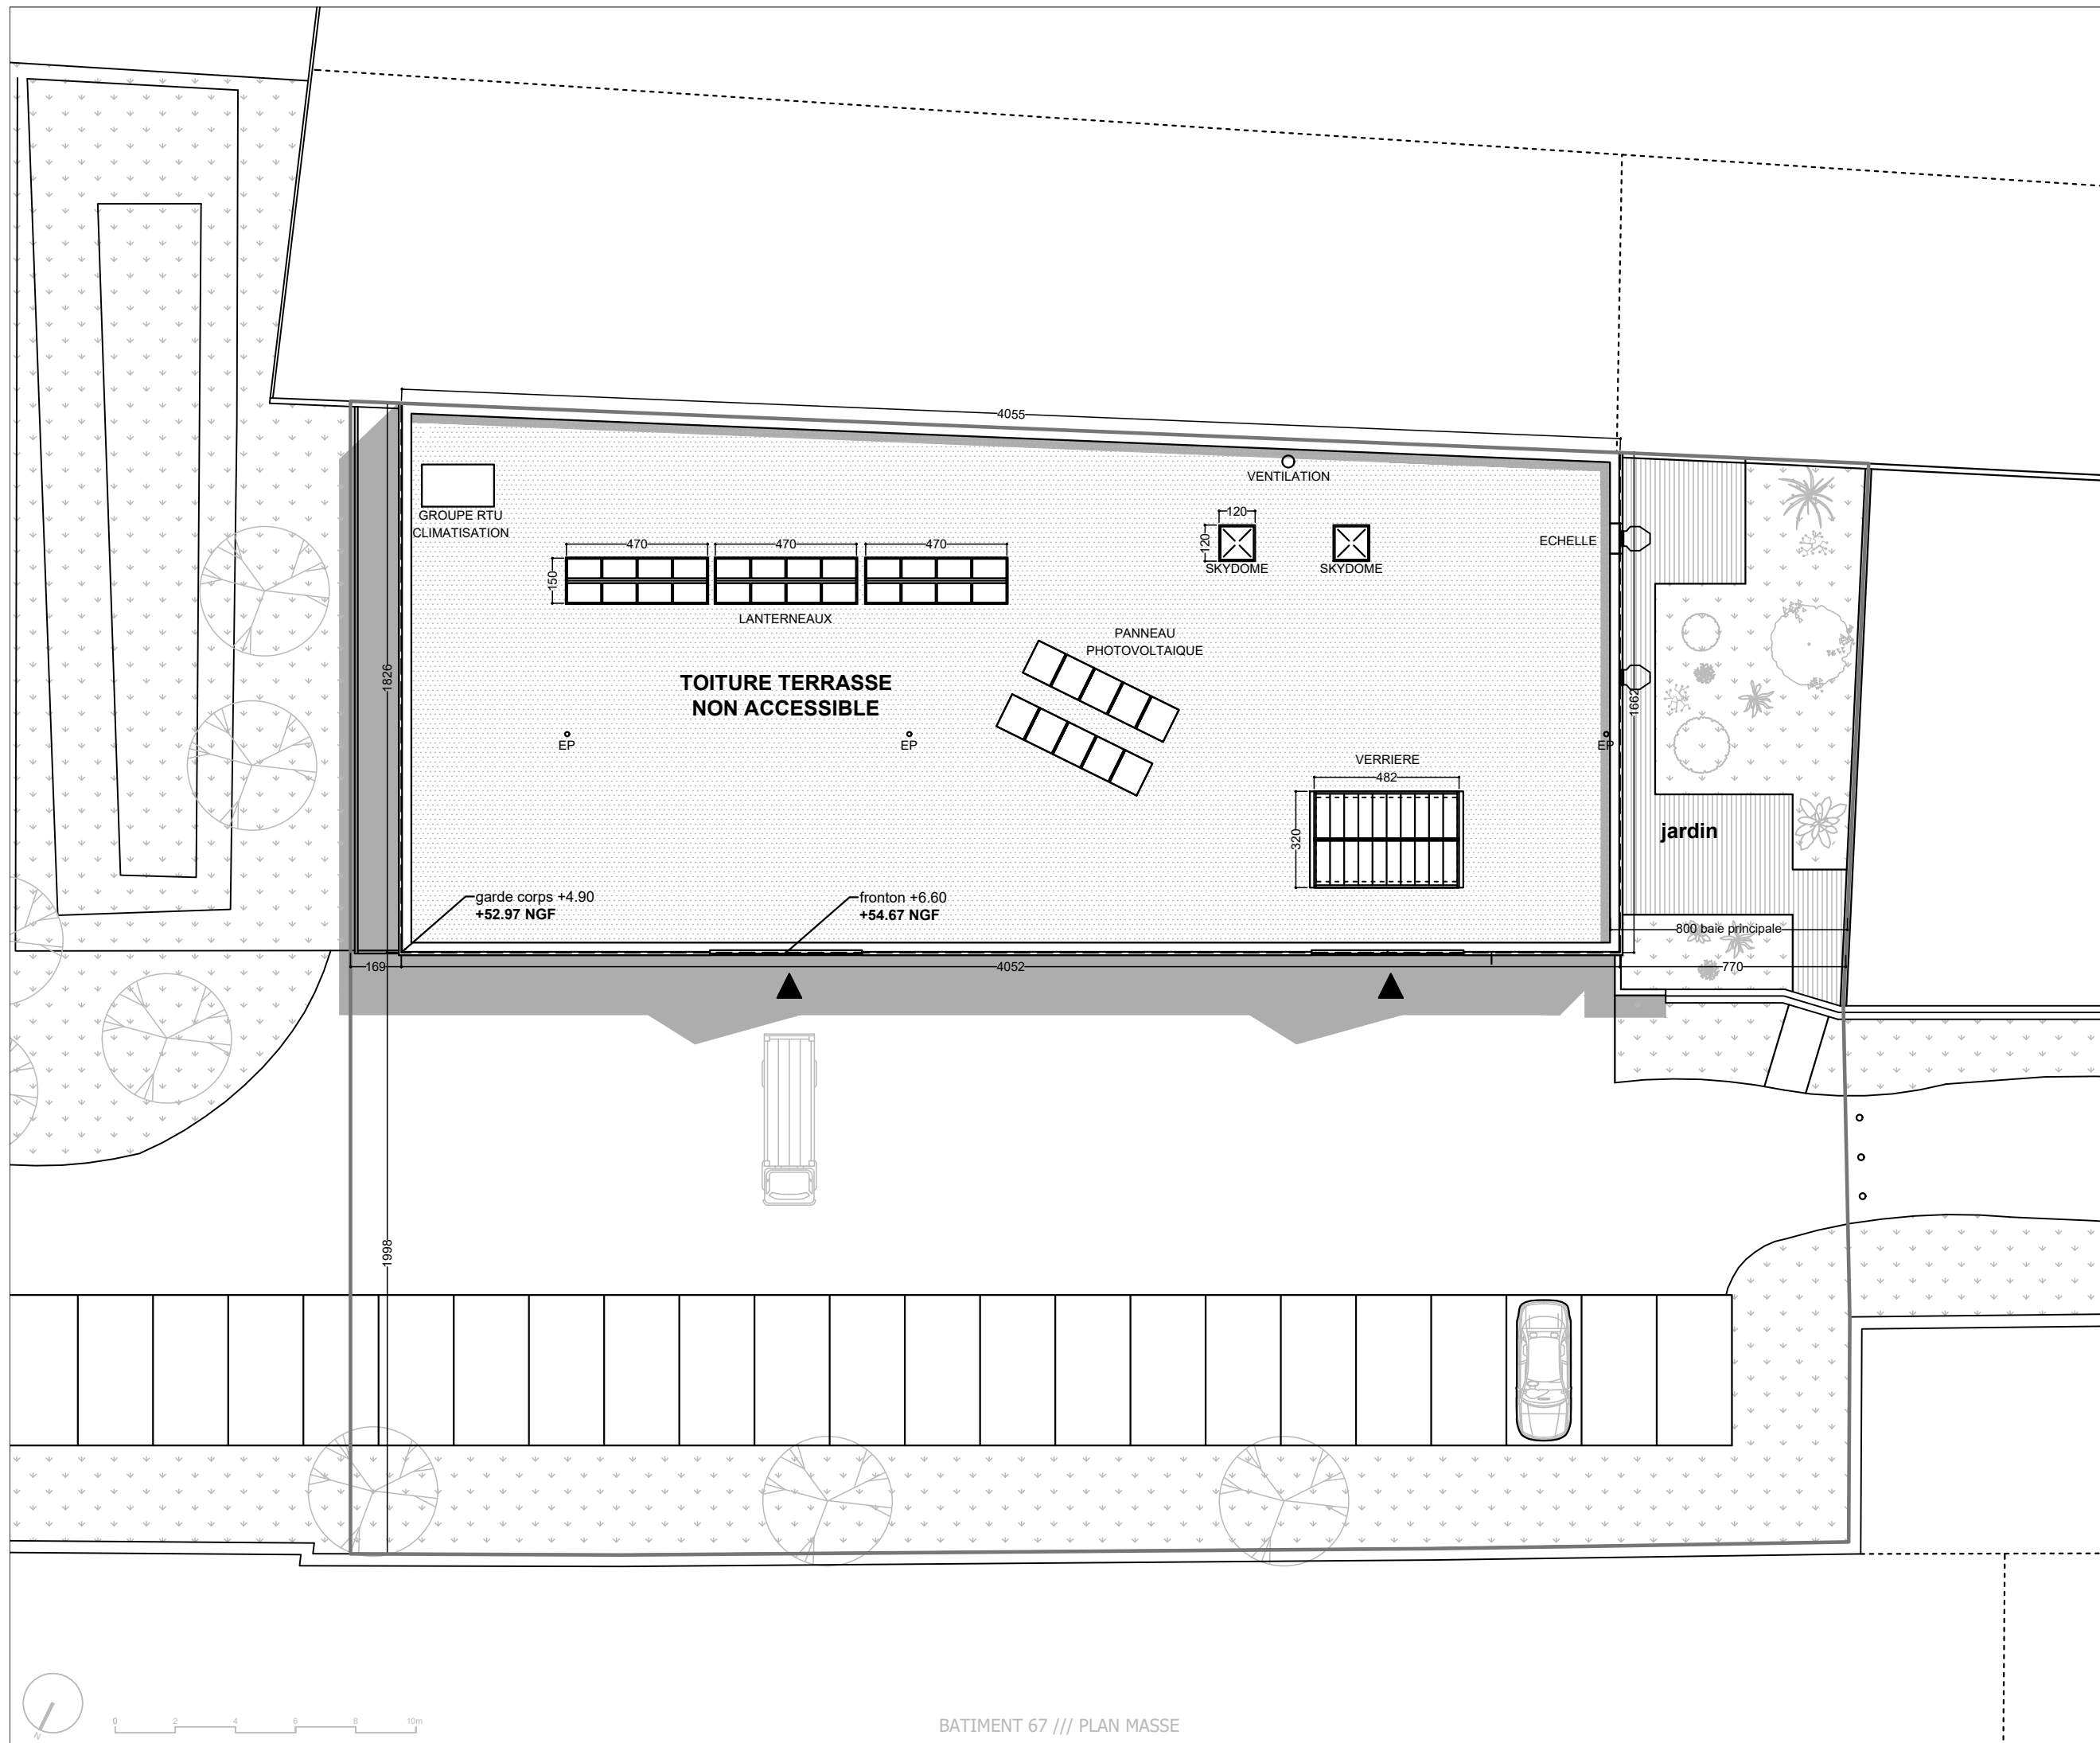 4055
VENTILATION
GROUPE RTU
CLIMATISATION
470
470
470
150
LANTERNEAUX
120
120
SKYDOME
SKYDOME
ECHELLE
PANNEAU
PHOTOVOLTAIQUE
1826
TOITURE TERRASSE
NON ACCESSIBLE
1662
EP
EP
EP
VERRIERE
482
320
jardin
garde corps +4.90
+52.97 NGF
fronton +6.60
+54.67 NGF
800 baie principale
169
4052
770
1998
N
0 2 4 6 8 10m
BATIMENT 67 /// PLAN MASSE